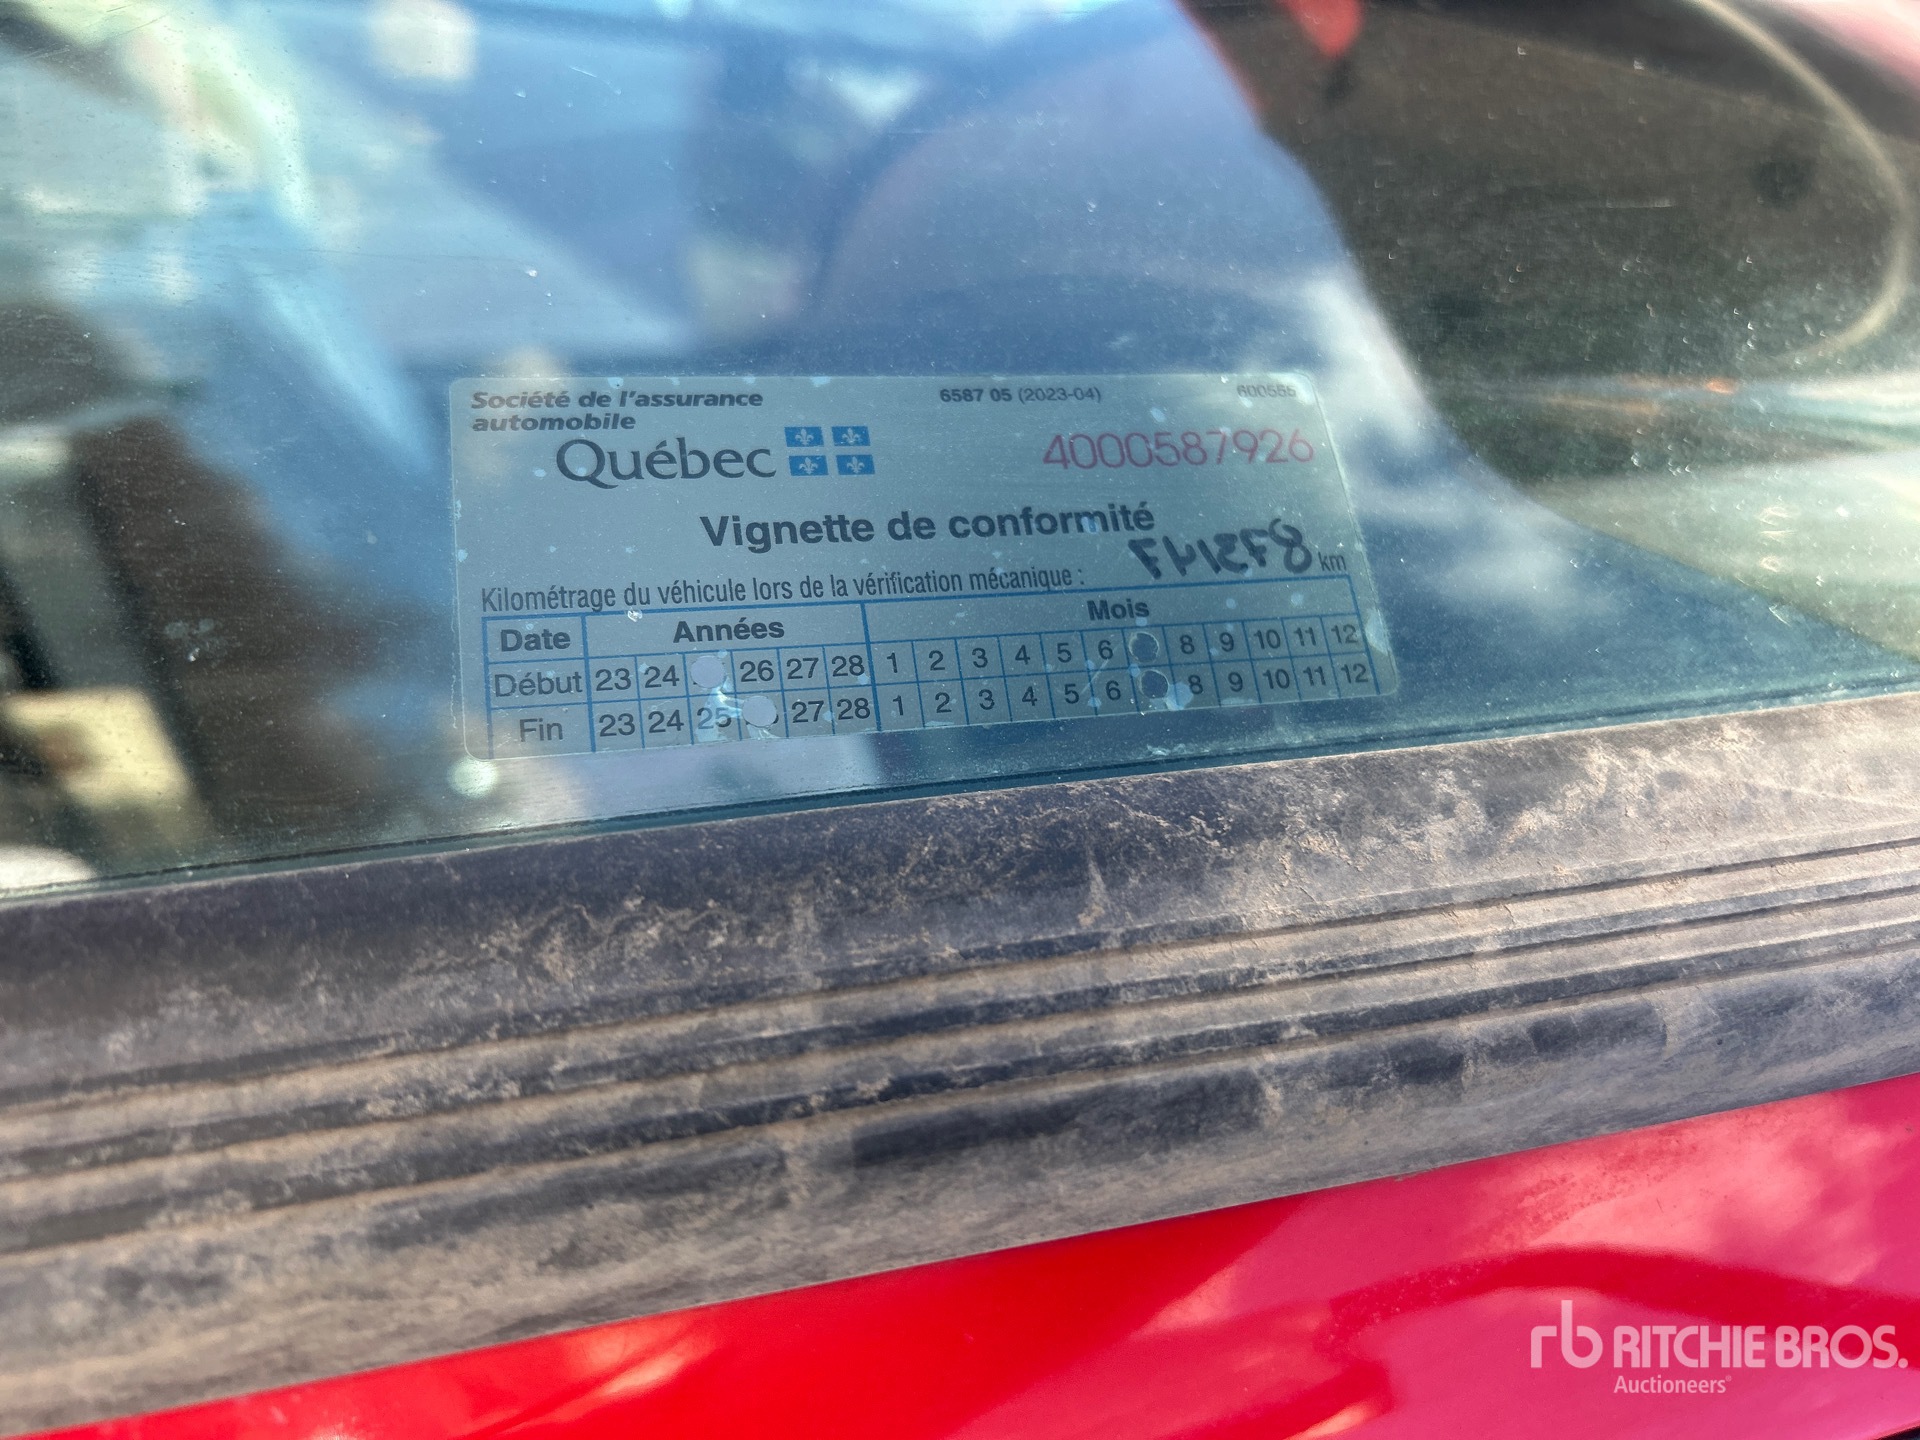 Société de l'assurance
automobile
Québec
6587 05 (2023-04)
600555
4000587926
Vignette de conformité
Kilométrage du véhicule lors de la vérification mécanique : km
Date Années Mois
Début 23 24 26 27 28 1 2 3 4 5 6 8 9 10 11 12
Fin 23 24 25 27 28 1 2 3 4 5 6 8 9 10 11 12
rb RITCHIE BROS.
Auctioneers